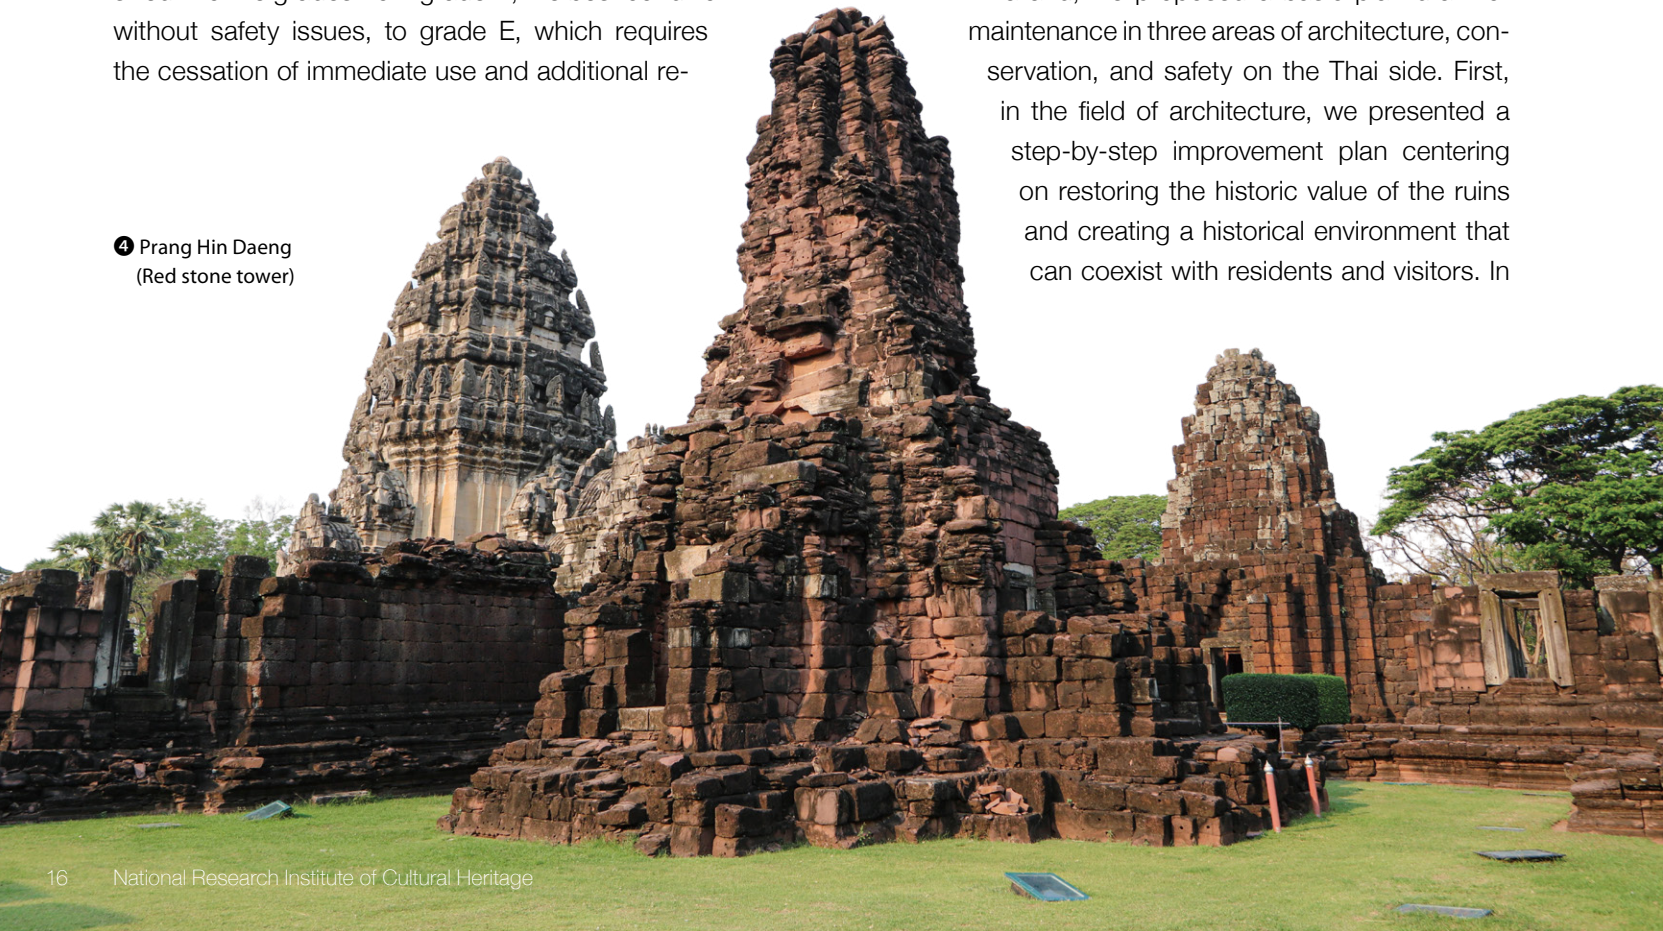 without safety issues, to grade E, which requires
the cessation of immediate use and additional re-
❹ Prang Hin Daeng
(Red stone tower)
maintenance in three areas of architecture, con-
servation, and safety on the Thai side. First,
in the field of architecture, we presented a
step-by-step improvement plan centering
on restoring the historic value of the ruins
and creating a historical environment that
can coexist with residents and visitors. In
16 National Research Institute of Cultural Heritage